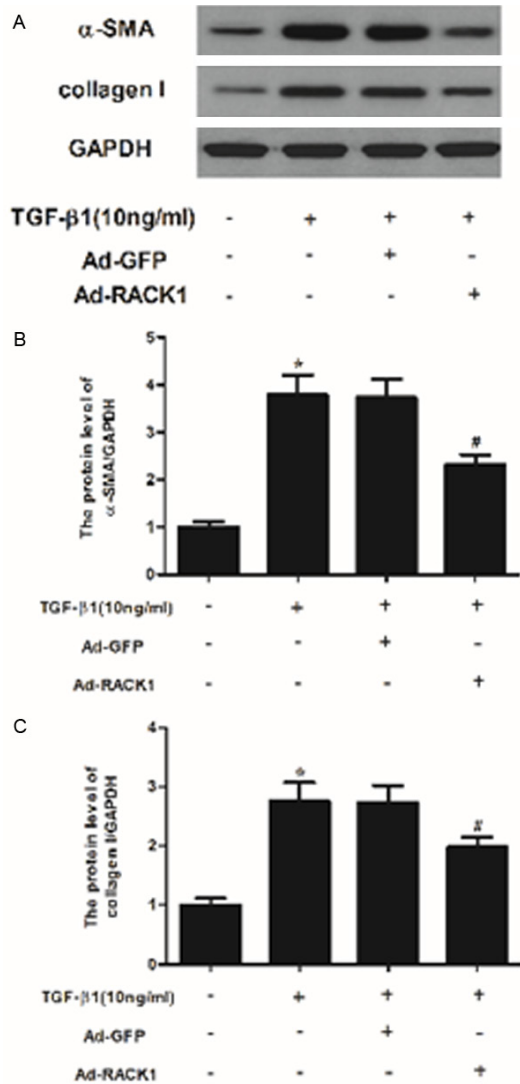 A
α-SMA
collagen I
GAPDH
TGF-β1(10ng/ml) - + + +
Ad-GFP - - + -
Ad-RACK1 - - - +
B
The protein level of
α-SMA/GAPDH
5
4
3
2
1
0
*
#
TGF-β1(10ng/ml) - + + +
Ad-GFP - - + -
Ad-RACK1 - - - +
C
The protein level of
collagen I/GAPDH
4
3
2
1
0
*
#
TGF-β1(10ng/ml) - + + +
Ad-GFP - - + -
Ad-RACK1 - - - +